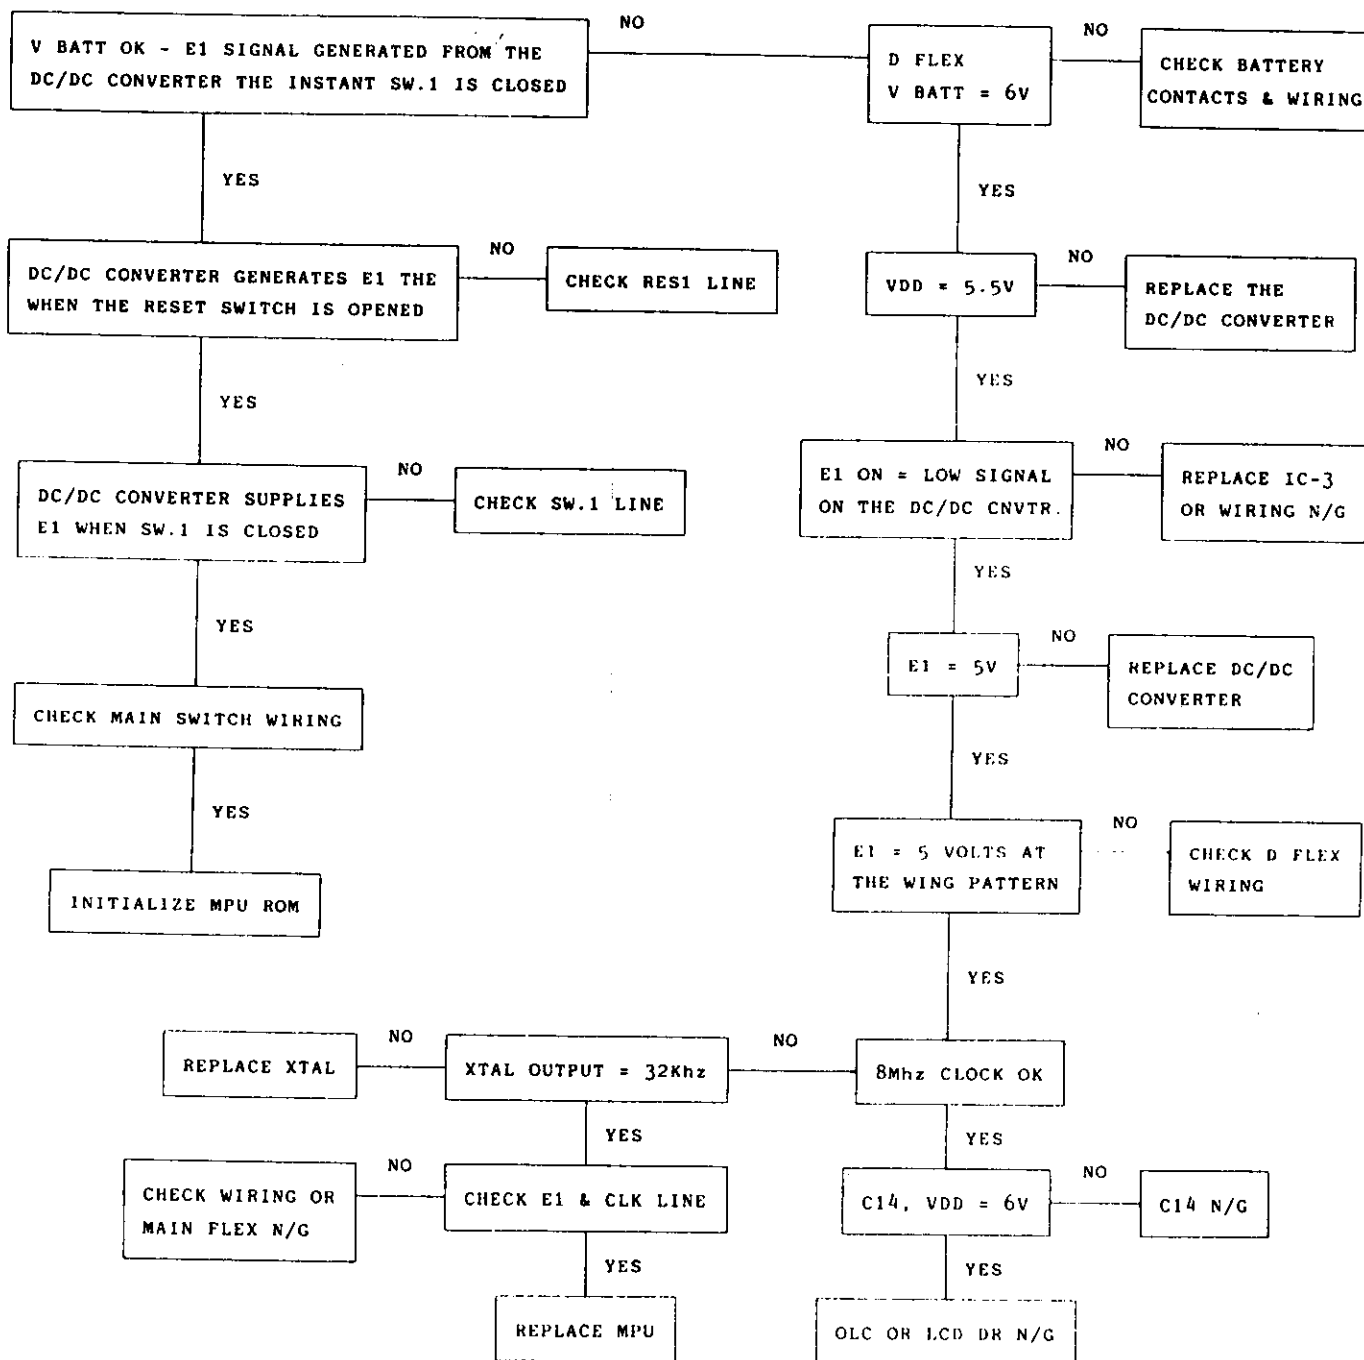 V BATT OK - E1 SIGNAL GENERATED FROM THE
DC/DC CONVERTER THE INSTANT SW.1 IS CLOSED
NO
D FLEX
V BATT = 6V
NO
CHECK BATTERY
CONTACTS & WIRING
YES
YES
DC/DC CONVERTER GENERATES E1 THE
WHEN THE RESET SWITCH IS OPENED
NO
CHECK RES1 LINE
VDD = 5.5V
NO
REPLACE THE
DC/DC CONVERTER
YES
YES
DC/DC CONVERTER SUPPLIES
E1 WHEN SW.1 IS CLOSED
NO
CHECK SW.1 LINE
E1 ON = LOW SIGNAL
ON THE DC/DC CNVTR.
NO
REPLACE IC-3
OR WIRING N/G
YES
YES
CHECK MAIN SWITCH WIRING
E1 = 5V
NO
REPLACE DC/DC
CONVERTER
YES
YES
INITIALIZE MPU ROM
E1 = 5 VOLTS AT
THE WING PATTERN
NO
CHECK D FLEX
WIRING
YES
REPLACE XTAL
NO
XTAL OUTPUT = 32Khz
NO
8Mhz CLOCK OK
YES
YES
CHECK WIRING OR
MAIN FLEX N/G
NO
CHECK E1 & CLK LINE
C14, VDD = 6V
NO
C14 N/G
YES
YES
REPLACE MPU
OLC OR LCD DR N/G